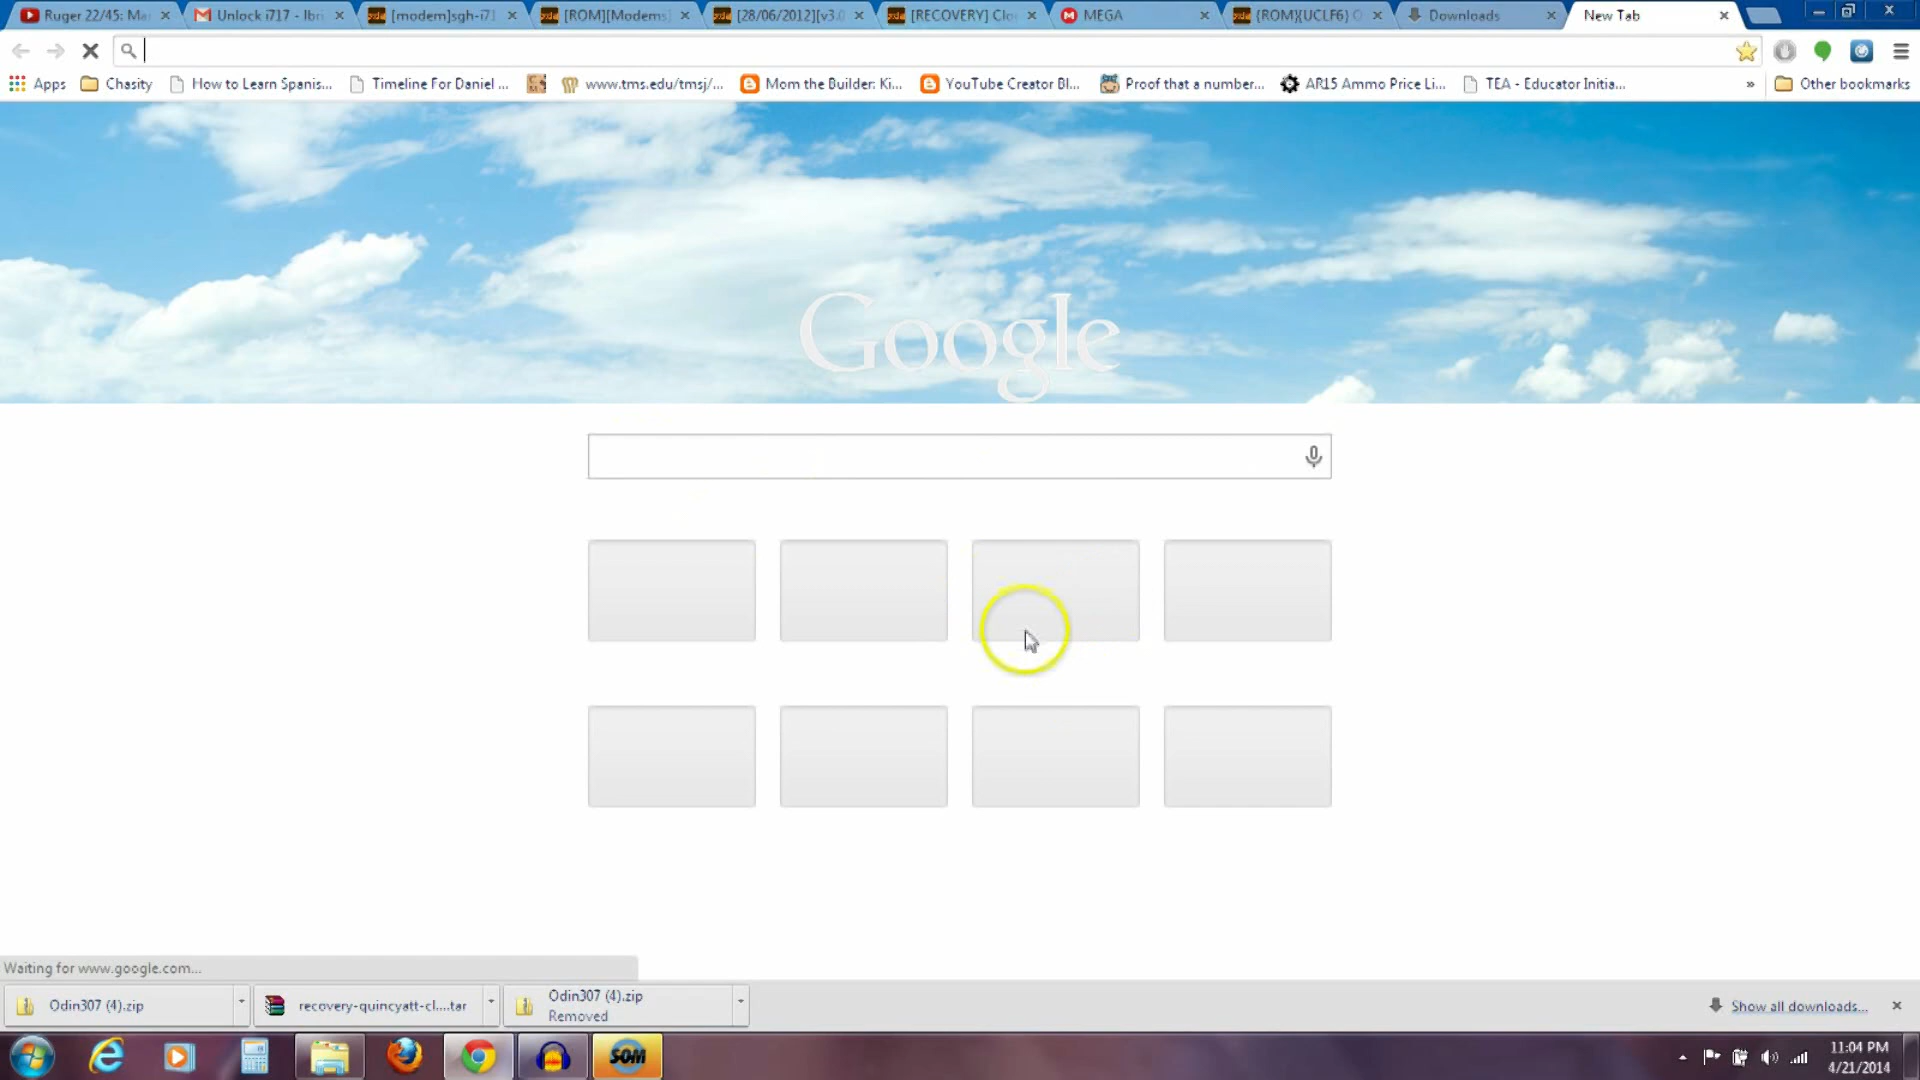 Ruger 22/45: Ma
Unlock i717 - lbri
[modem]sgh-i71
[ROM][Modems
[28/06/2012][v3.0
[RECOVERY] Clo
MEGA
{ROM}{UCLF6} O
Downloads
New Tab
Apps
Chasity
How to Learn Spanis...
Timeline For Daniel ...
www.tms.edu/tmsj/...
Mom the Builder: Ki...
YouTube Creator Bl...
Proof that a number...
AR15 Ammo Price Li...
TEA - Educator Initia...
»
Other bookmarks
Google
Waiting for www.google.com...
Odin307 (4).zip
recovery-quincyatt-cl....tar
Odin307 (4).zip
Removed
Show all downloads...
SOM
11:04 PM
4/21/2014